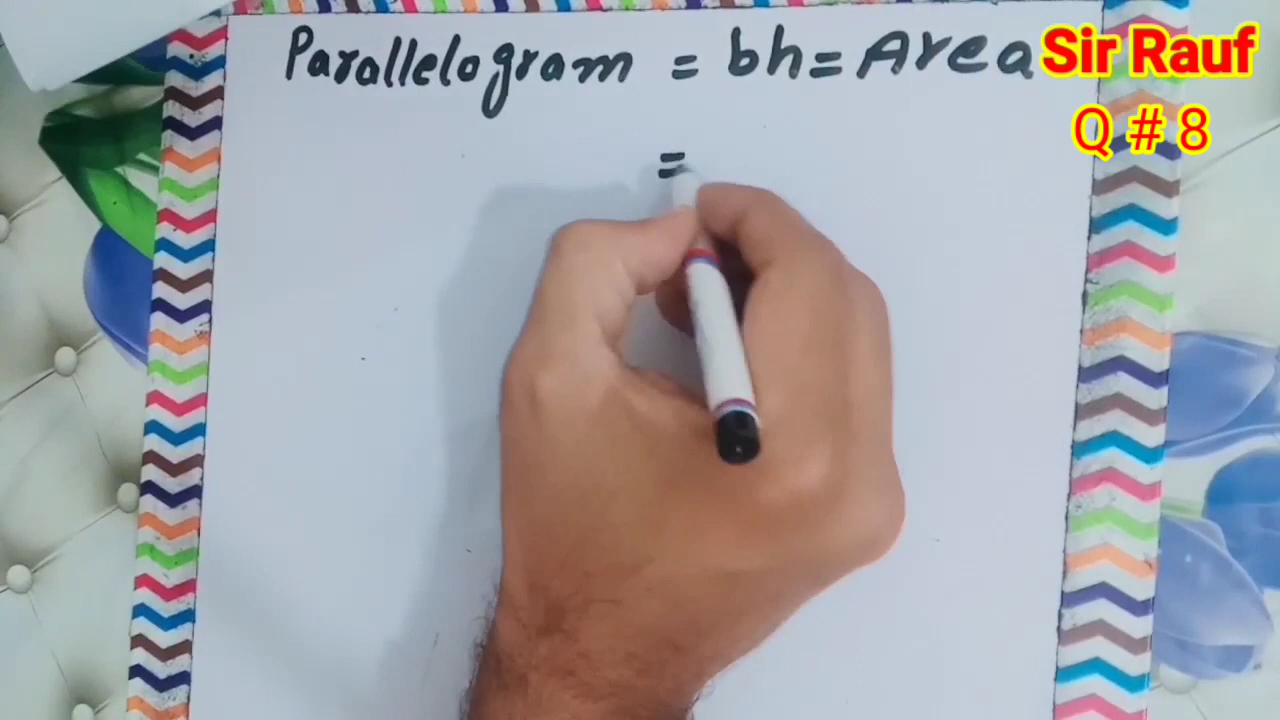 Parallelogram = bh = Area
=
Sir Rauf
Q # 8